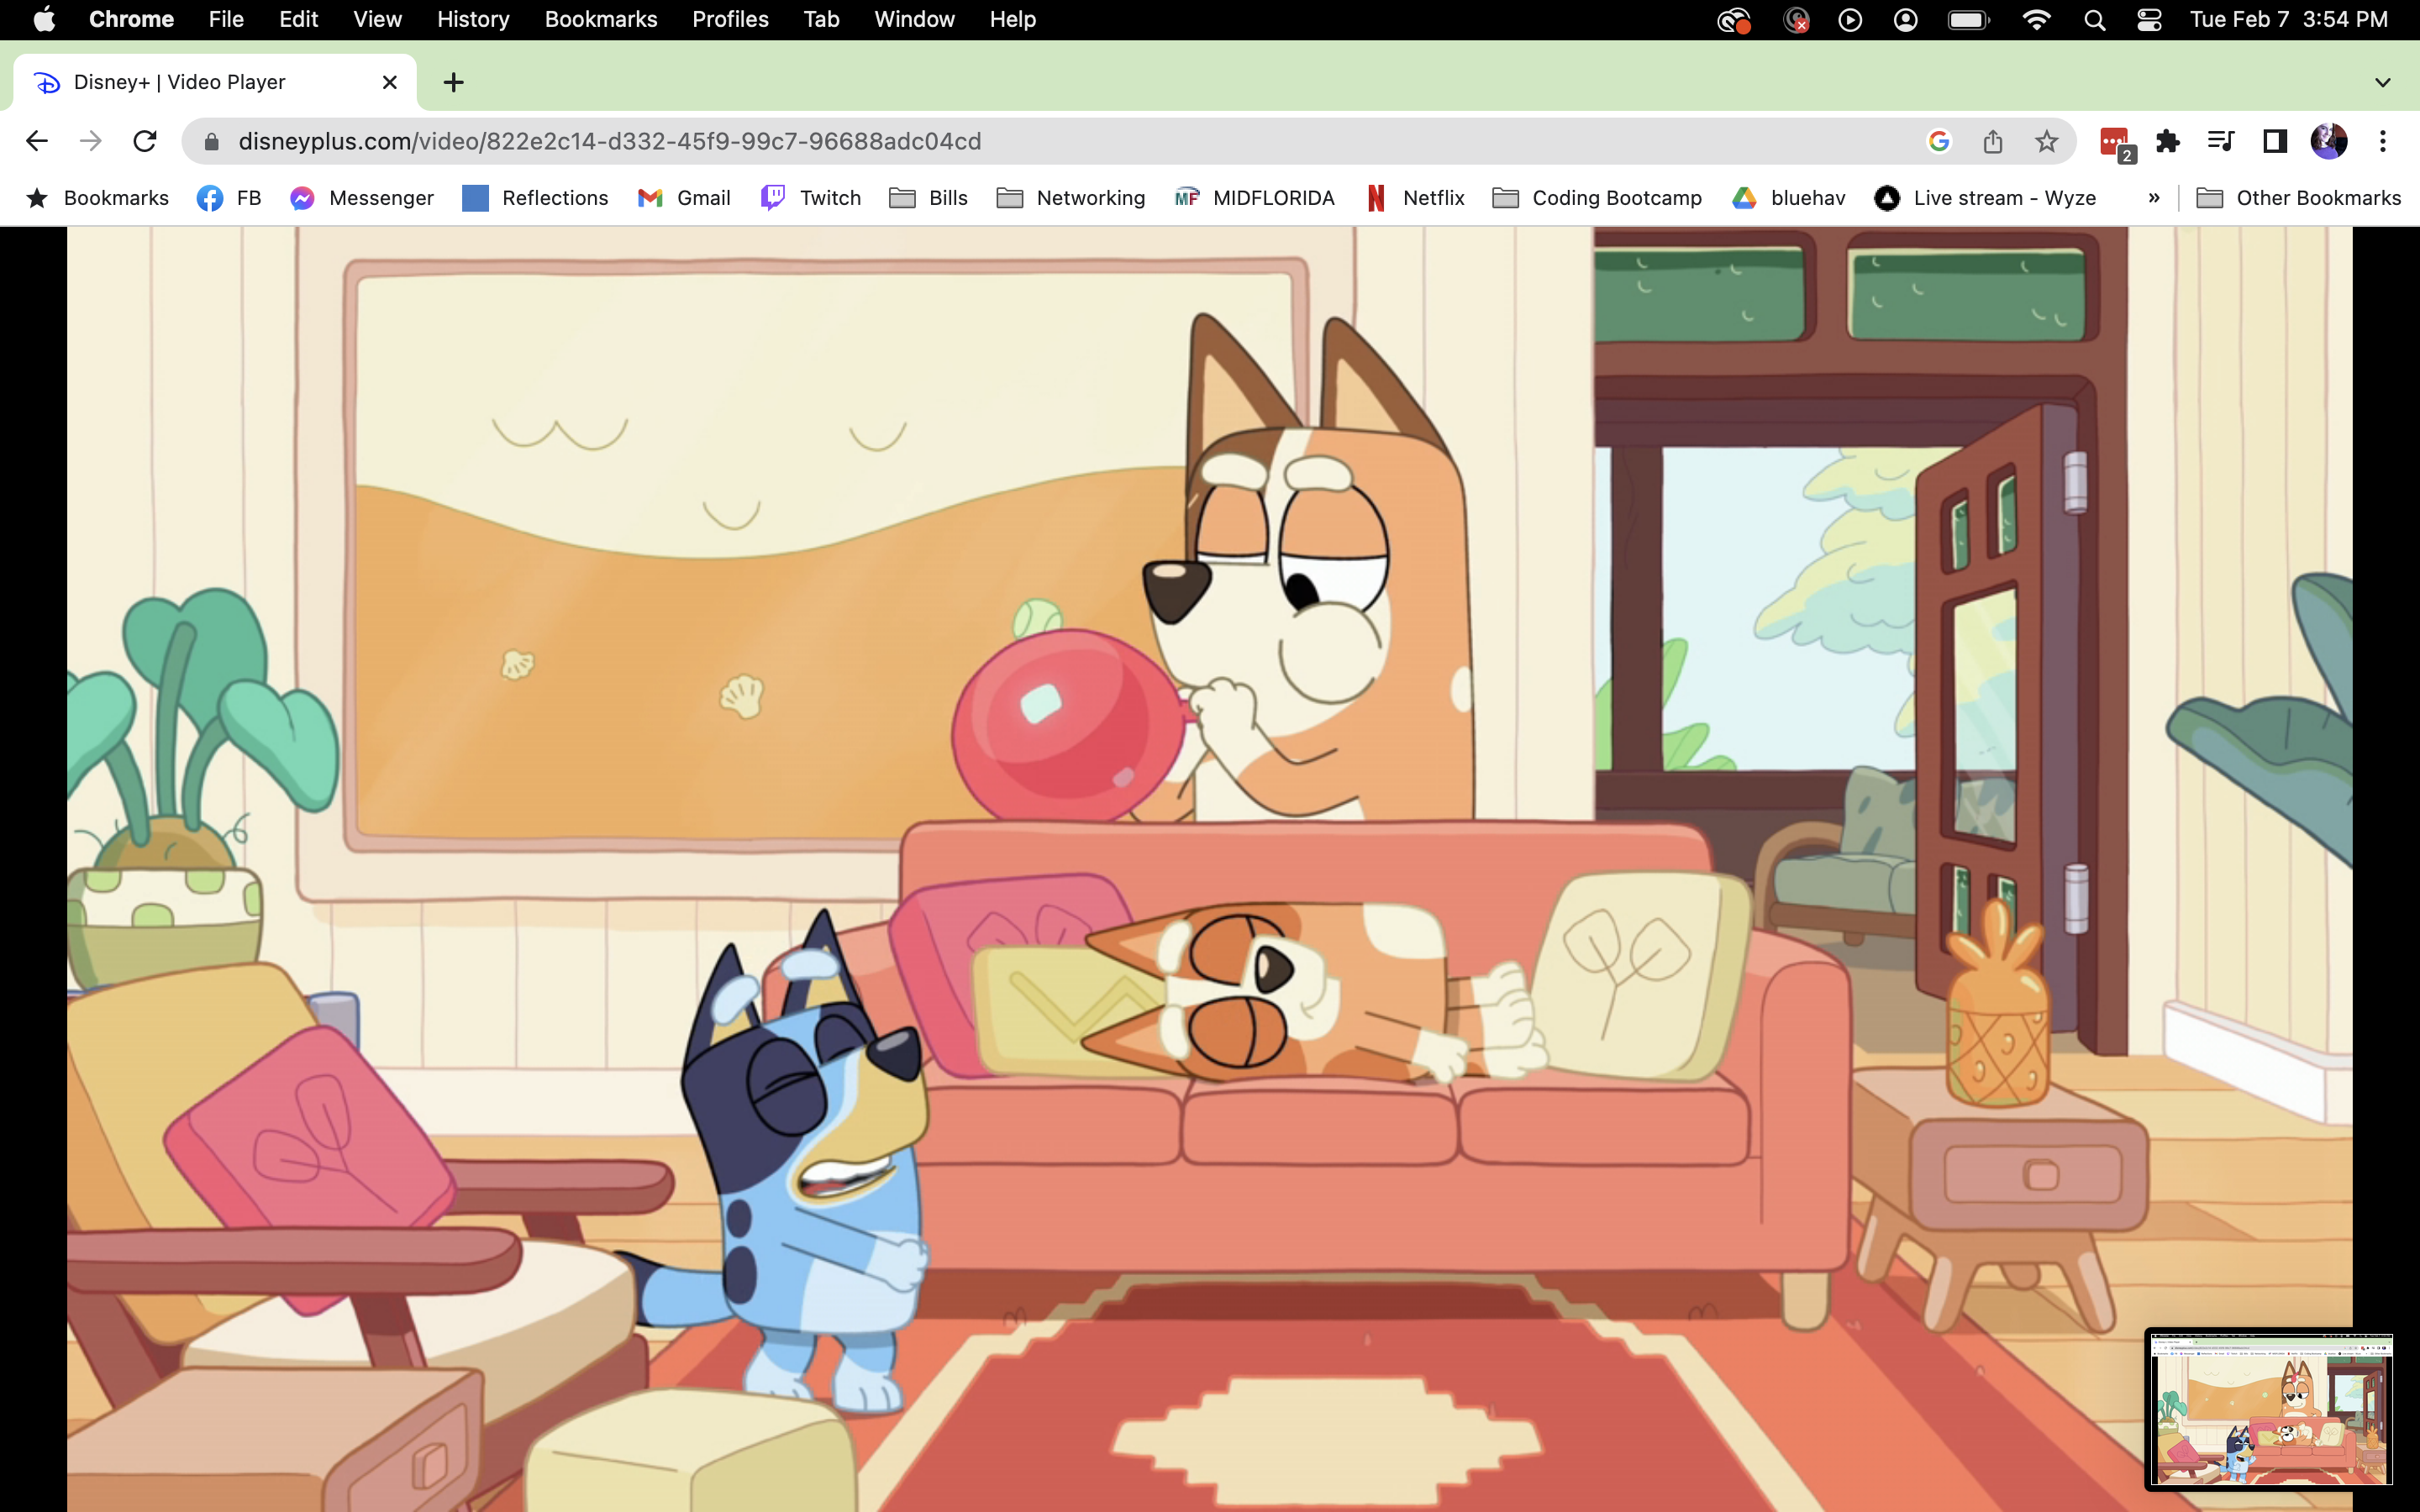 Chrome File Edit View History Bookmarks Profiles Tab Window Help Tue Feb 7 3:54 PM
Disney+ | Video Player
disneyplus.com/video/822e2c14-d332-45f9-99c7-96688adc04cd
2
Bookmarks FB Messenger Reflections Gmail Twitch Bills Networking MF MIDFLORIDA Netflix Coding Bootcamp bluehav Live stream - Wyze » Other Bookmarks